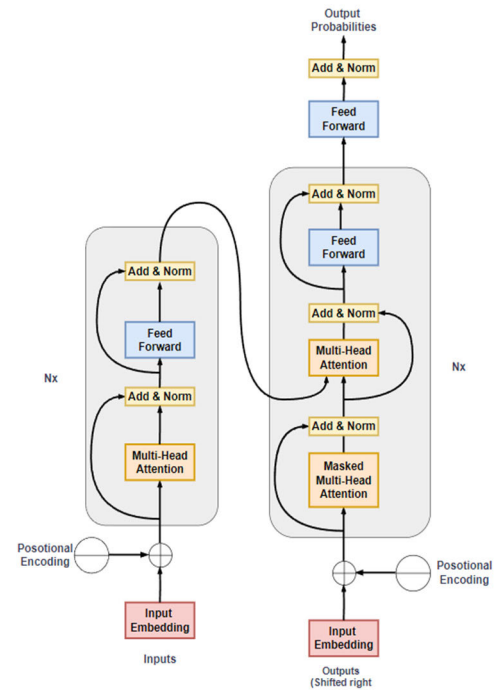 Output
Probabilities
Add & Norm
Feed
Forward
Add & Norm
Feed
Forward
Add & Norm
Multi-Head
Attention
Nx
Add & Norm
Masked
Multi-Head
Attention
Posotional
Encoding
Input
Embedding
Outputs
(Shifted right
Add & Norm
Feed
Forward
Nx
Add & Norm
Multi-Head
Attention
Posotional
Encoding
Input
Embedding
Inputs